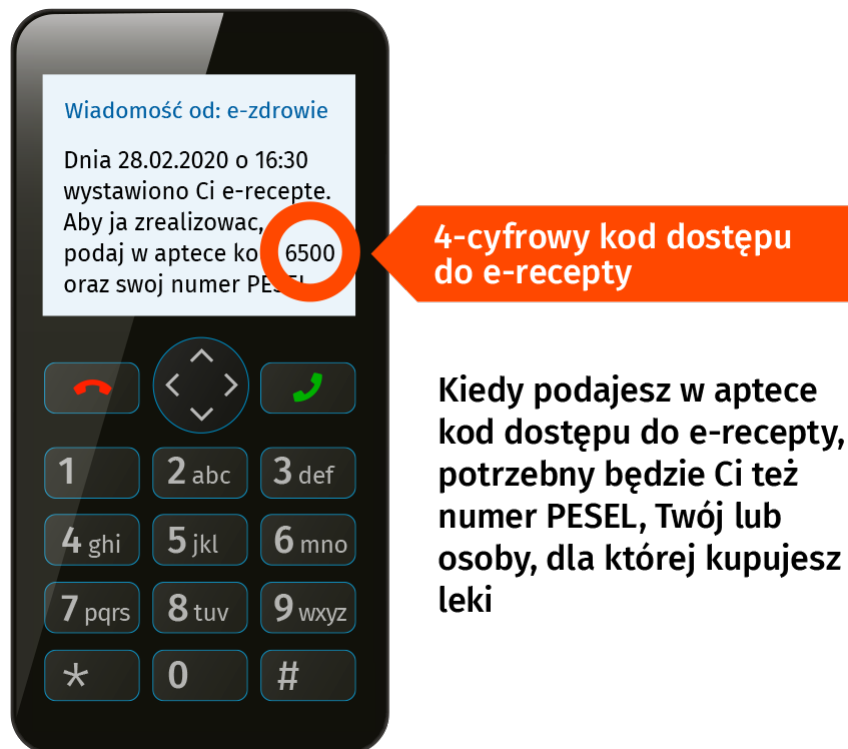 Wiadomość od: e-zdrowie
Dnia 28.02.2020 o 16:30
wystawiono Ci e-recepte.
Aby ja zrealizowac,
podaj w aptece ko 6500
oraz swoj numer PESEL
4-cyfrowy kod dostępu
do e-recepty
Kiedy podajesz w aptece
kod dostępu do e-recepty,
potrzebny będzie Ci też
numer PESEL, Twój lub
osoby, dla której kupujesz
leki
1
2 abc
3 def
4 ghi
5 jkl
6 mno
7 pqrs
8 tuv
9 wxyz
*
0
#